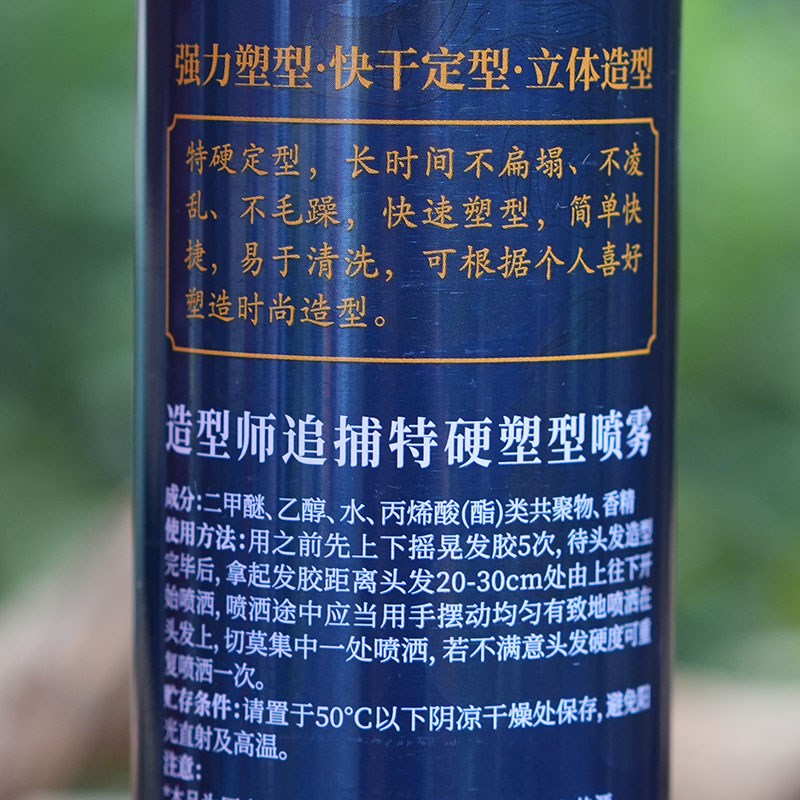 强力塑型·快干定型·立体造型
特硬定型，长时间不扁塌、不凌
乱、不毛躁，快速塑型，简单快
捷，易于清洗，可根据个人喜好
塑造时尚造型。
造型师追捕特硬塑型喷雾
成分:二甲醚、乙醇、水、丙烯酸(酯)类共聚物、香精
使用方法:用之前先上下摇晃发胶5次,待头发造型
完毕后,拿起发胶距离头发20-30cm处由上往下开
始喷洒,喷洒途中应当用手摆动均匀有致地喷洒在
头发上,切莫集中一处喷洒,若不满意头发硬度可重
复喷洒一次。
贮存条件:请置于50°C以下阴凉干燥处保存,避免阳
光直射及高温。
注意: